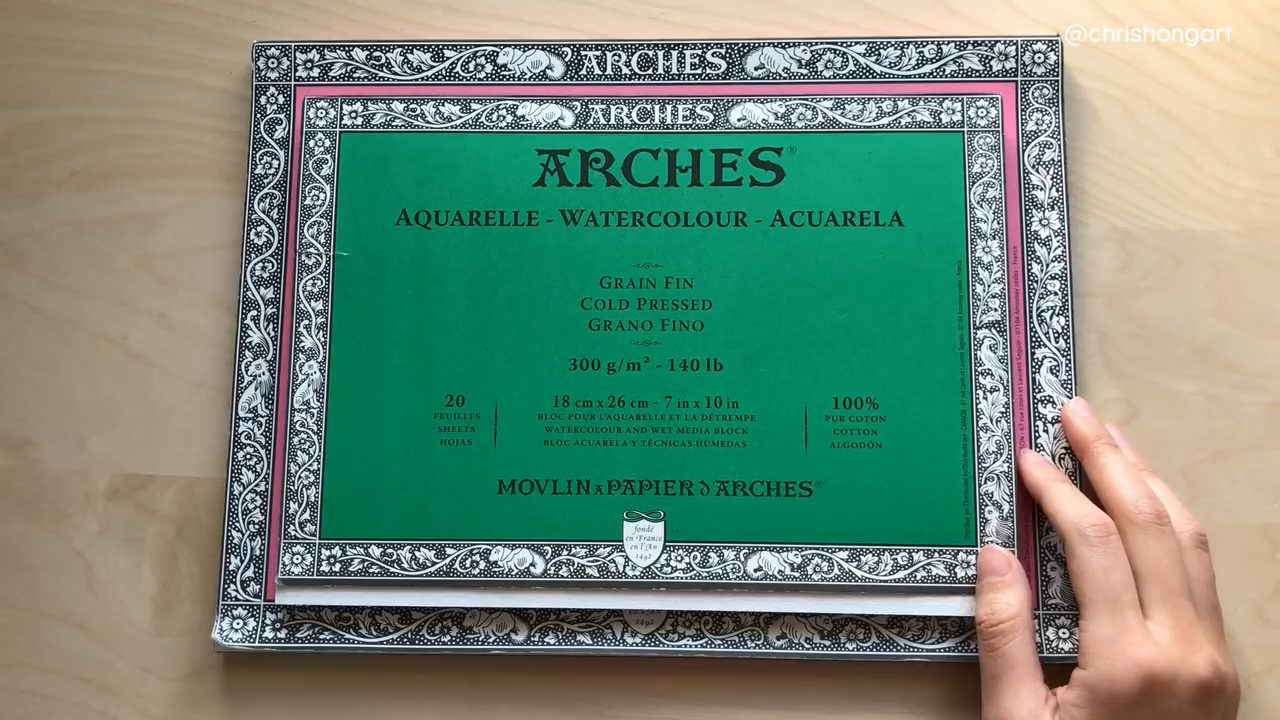 @chrishongart
ARCHES
ARCHES
ARCHES®
AQUARELLE - WATERCOLOUR - ACUARELA
GRAIN FIN
COLD PRESSED
GRANO FINO
300 g/m² - 140 lb
20
FEUILLES
SHEETS
HOJAS
18 cm x 26 cm - 7 in x 10 in
BLOC POUR L'AQUARELLE ET LA DÉTREMPE
WATERCOLOUR AND WET MEDIA BLOCK
BLOC ACUARELA Y TÉCNICAS HÚMEDAS
100%
PUR COTON
COTTON
ALGODÓN
MOVLIN A PAPIER D'ARCHES®
fondé
en France
en l'An
1492
1492